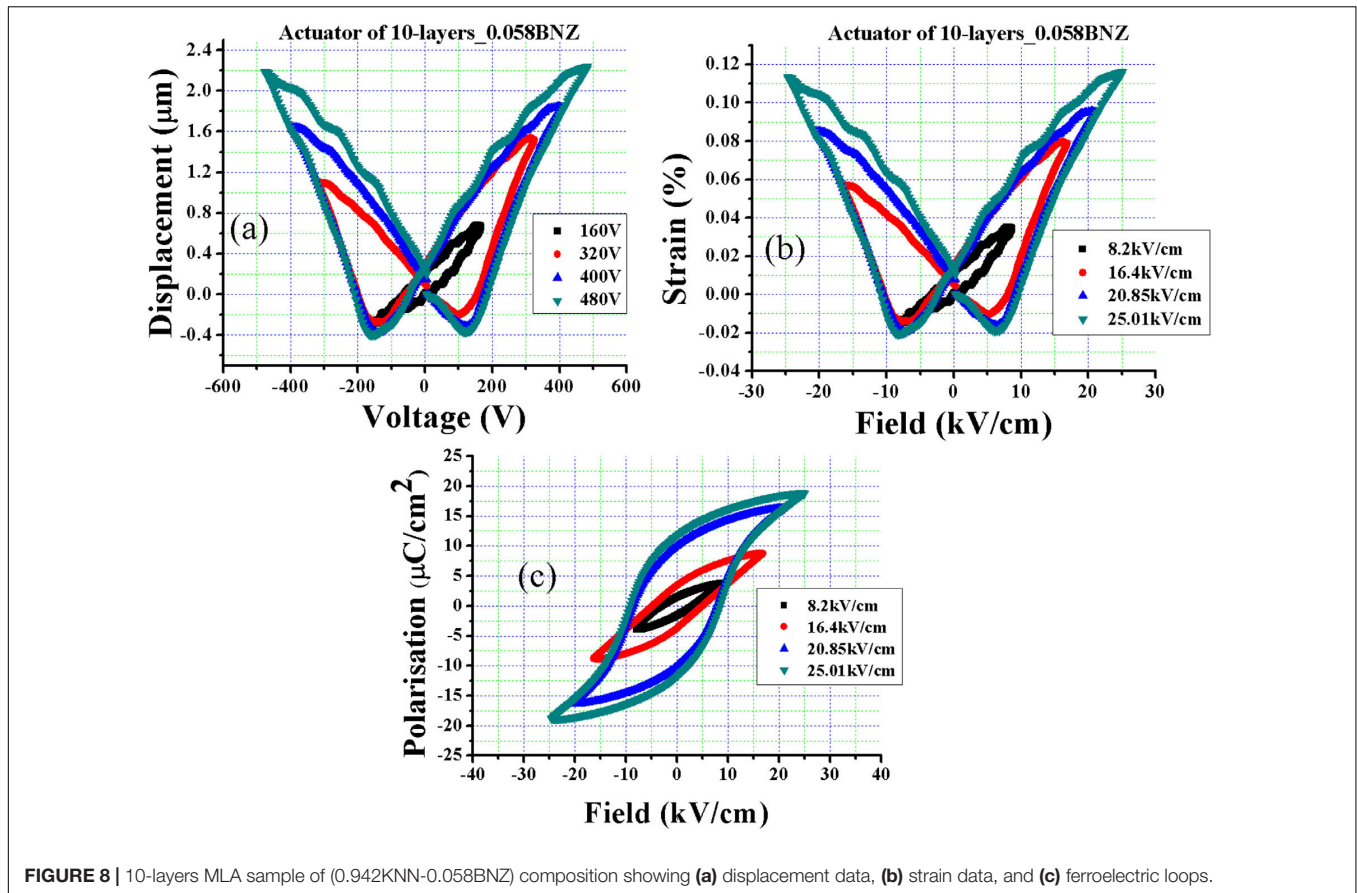 Actuator of 10-layers_0.058BNZ
Displacement (μm)
2.4
2.0
1.6
1.2
0.8
0.4
0.0
-0.4
(a)
160V
320V
400V
480V
-600 -400 -200 0 200 400 600
Voltage (V)
Actuator of 10-layers_0.058BNZ
Strain (%)
0.12
0.10
0.08
0.06
0.04
0.02
0.00
-0.02
-0.04
(b)
8.2kV/cm
16.4kV/cm
20.85kV/cm
25.01kV/cm
-30 -20 -10 0 10 20 30
Field (kV/cm)
Polarisation (μC/cm²)
25
20
15
10
5
0
-5
-10
-15
-20
-25
(c)
8.2kV/cm
16.4kV/cm
20.85kV/cm
25.01kV/cm
-40 -30 -20 -10 0 10 20 30 40
Field (kV/cm)
FIGURE 8 | 10-layers MLA sample of (0.942KNN-0.058BNZ) composition showing (a) displacement data, (b) strain data, and (c) ferroelectric loops.